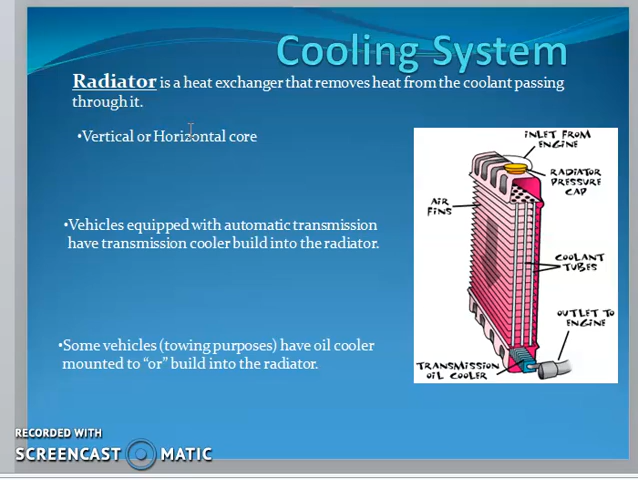 Cooling System
Radiator is a heat exchanger that removes heat from the coolant passing
through it.
•Vertical or Horizontal core
•Vehicles equipped with automatic transmission
have transmission cooler build into the radiator.
•Some vehicles (towing purposes) have oil cooler
mounted to “or” build into the radiator.
INLET FROM
ENGINE
RADIATOR
PRESSURE
CAP
AIR
FINS
COOLANT
TUBES
OUTLET TO
ENGINE
TRANSMISSION
OIL COOLER
RECORDED WITH
SCREENCAST MATIC